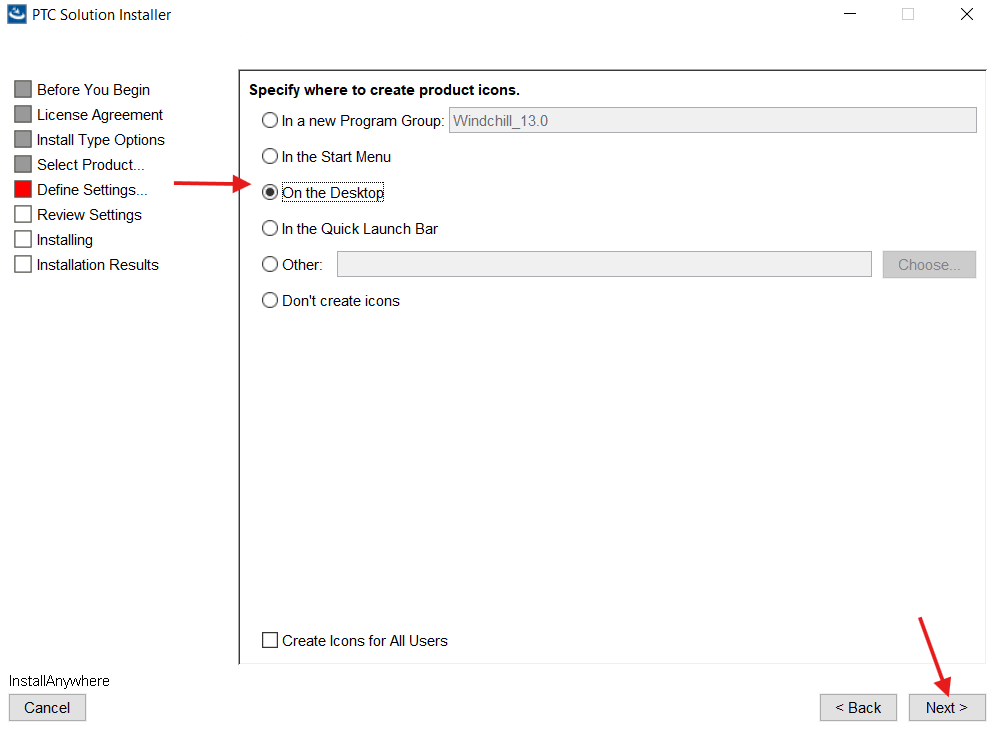 PTC Solution Installer
Before You Begin
License Agreement
Install Type Options
Select Product...
Define Settings...
Review Settings
Installing
Installation Results
Specify where to create product icons.
In a new Program Group: Windchill_13.0
In the Start Menu
On the Desktop
In the Quick Launch Bar
Other: Choose...
Don't create icons
Create Icons for All Users
InstallAnywhere
Cancel < Back Next >